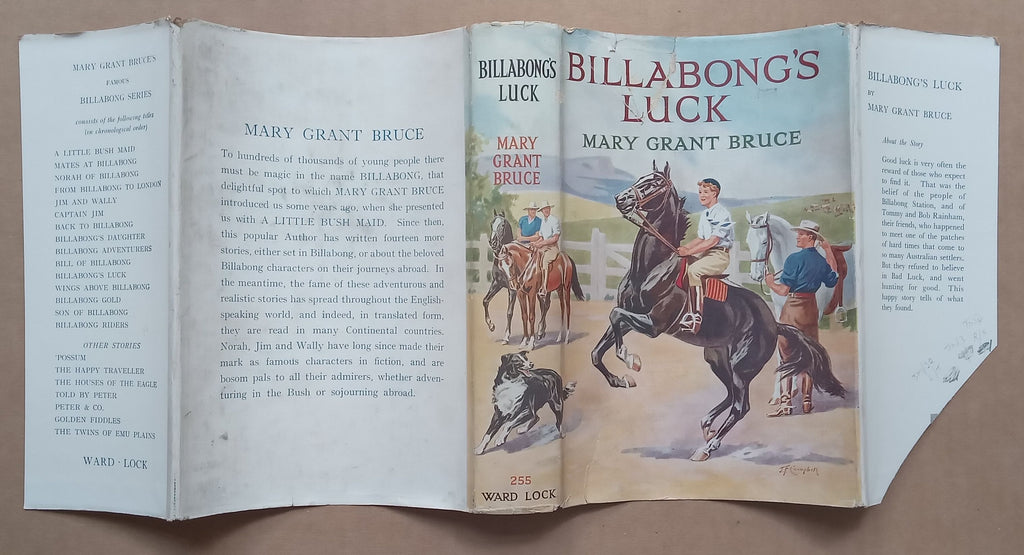 MARY GRANT BRUCE'S
FAMOUS
BILLABONG SERIES
consists of the following titles
(in chronological order)
A LITTLE BUSH MAID
MATES AT BILLABONG
NORAH OF BILLABONG
FROM BILLABONG TO LONDON
JIM AND WALLY
CAPTAIN JIM
BACK TO BILLABONG
BILLABONG'S DAUGHTER
BILLABONG ADVENTURERS
BILL OF BILLABONG
BILLABONG'S LUCK
WINGS ABOVE BILLABONG
BILLABONG GOLD
SON OF BILLABONG
BILLABONG RIDERS
OTHER STORIES
'POSSUM
THE HAPPY TRAVELLER
THE HOUSES OF THE EAGLE
TOLD BY PETER
PETER & CO.
GOLDEN FIDDLES
THE TWINS OF EMU PLAINS
WARD · LOCK
MARY GRANT BRUCE
To hundreds of thousands of young people there
must be magic in the name BILLABONG, that
delightful spot to which MARY GRANT BRUCE
introduced us some years ago, when she presented
us with A LITTLE BUSH MAID. Since then,
this popular Author has written fourteen more
stories, either set in Billabong, or about the beloved
Billabong characters on their journeys abroad. In
the meantime, the fame of these adventurous and
realistic stories has spread throughout the English-
speaking world, and indeed, in translated form,
they are read in many Continental countries.
Norah, Jim and Wally have long since made their
mark as famous characters in fiction, and are
bosom pals to all their admirers, whether adven-
turing in the Bush or sojourning abroad.
BILLABONG'S
LUCK
MARY
GRANT
BRUCE
255
WARD LOCK
BILLABONG'S
LUCK
MARY GRANT BRUCE
BILLABONG'S LUCK
BY
MARY GRANT BRUCE
About the Story
Good luck is very often the
reward of those who expect
to find it. That was the
belief of the people of
Billabong Station, and of
Tommy and Bob Rainham,
their friends, who happened
to meet one of the patches
of hard times that come to
so many Australian settlers.
But they refused to believe
in Bad Luck, and went
hunting for good. This
happy story tells of what
they found.